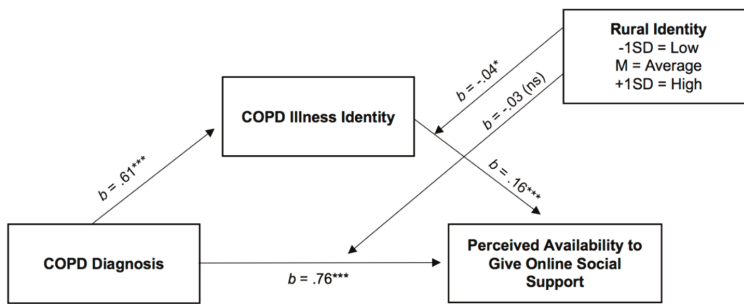 Rural Identity
-1SD = Low
M = Average
+1SD = High
b = -.04*
b = -.03 (ns)
COPD Illness Identity
b = .61***
b = .16***
COPD Diagnosis
b = .76***
Perceived Availability to
Give Online Social
Support